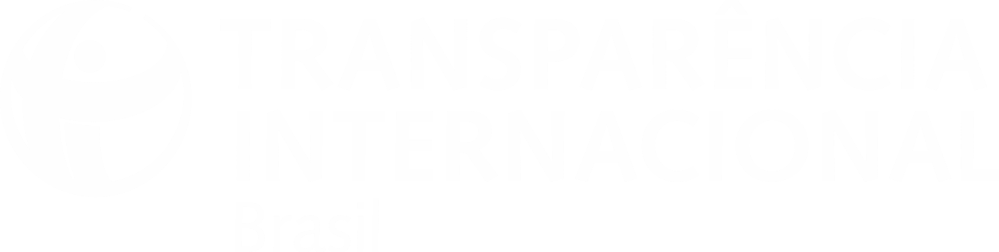 TRANSPARÊNCIA
INTERNACIONAL
Brasil